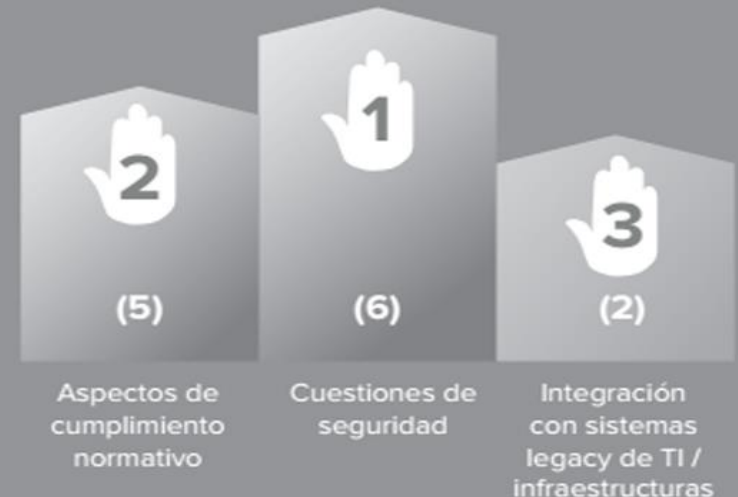 2
1
3
(5)
(6)
(2)
Aspectos de
cumplimiento
normativo
Cuestiones de
seguridad
Integración
con sistemas
legacy de TI /
infraestructuras